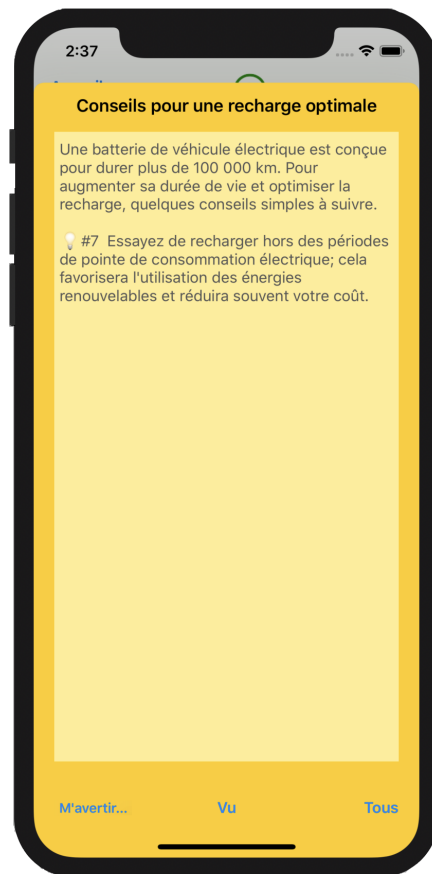 2:37
Conseils pour une recharge optimale
Une batterie de véhicule électrique est conçue
pour durer plus de 100 000 km. Pour
augmenter sa durée de vie et optimiser la
recharge, quelques conseils simples à suivre.
💡 #7  Essayez de recharger hors des périodes
de pointe de consommation électrique; cela
favorisera l'utilisation des énergies
renouvelables et réduira souvent votre coût.
M'avertir...
Vu
Tous